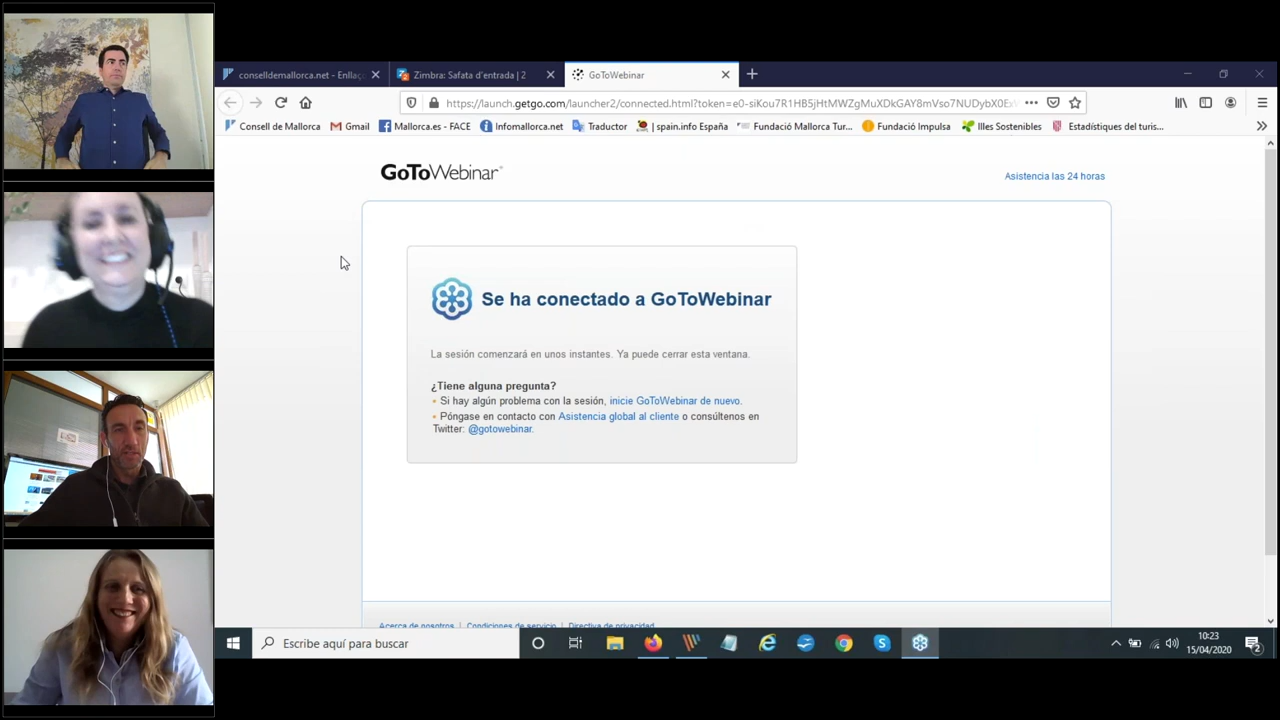 conselldemallorca.net - Enllaç
Zimbra: Safata d'entrada | 2
GoToWebinar
https://launch.getgo.com/launcher2/connected.html?token=
Consell de Mallorca
Gmail
Mallorca.es - FACE
Infomallorca.net
Traductor
| spain.info España
Fundació Mallorca Tur...
Fundació Impulsa
Illes Sostenibles
Estadístiques del turis...
GoToWebinar
Asistencia las 24 horas
Se ha conectado a GoToWebinar
La sesión comenzará en unos instantes. Ya puede cerrar esta ventana.
¿Tiene alguna pregunta?
Si hay algún problema con la sesión, inicie GoToWebinar de nuevo.
Póngase en contacto con Asistencia global al cliente o consúltenos en
Twitter: @gotowebinar.
Acerca de nosotros | Condiciones de servicio | Directiva de privacidad
Escribe aquí para buscar
10:23
15/04/2020
2